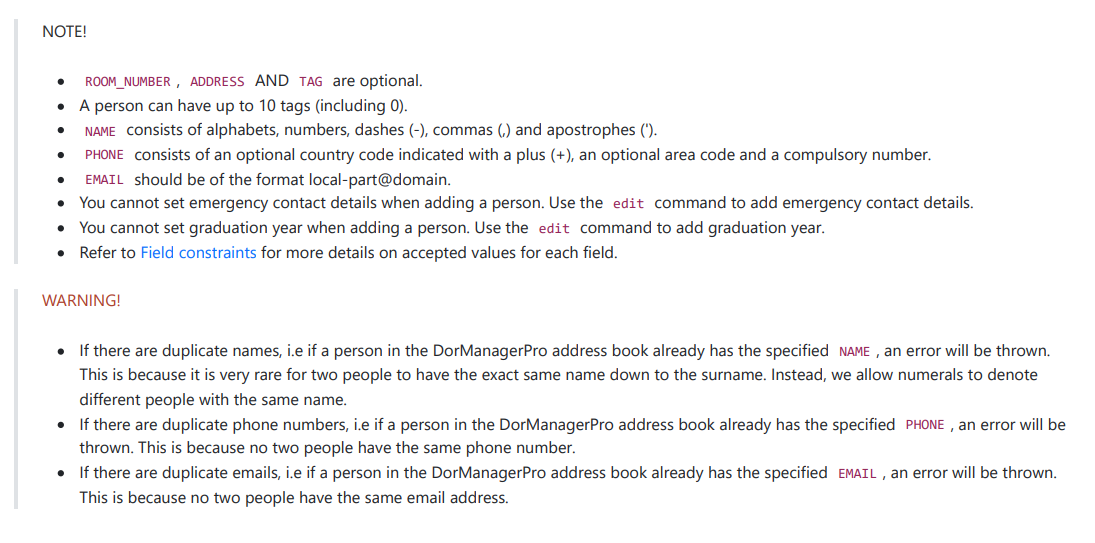 NOTE!
• ROOM_NUMBER , ADDRESS AND TAG are optional.
• A person can have up to 10 tags (including 0).
• NAME consists of alphabets, numbers, dashes (-), commas (,) and apostrophes (').
• PHONE consists of an optional country code indicated with a plus (+), an optional area code and a compulsory number.
• EMAIL should be of the format local-part@domain.
• You cannot set emergency contact details when adding a person. Use the edit command to add emergency contact details.
• You cannot set graduation year when adding a person. Use the edit command to add graduation year.
• Refer to Field constraints for more details on accepted values for each field.
WARNING!
• If there are duplicate names, i.e if a person in the DorManagerPro address book already has the specified NAME , an error will be thrown.
This is because it is very rare for two people to have the exact same name down to the surname. Instead, we allow numerals to denote
different people with the same name.
• If there are duplicate phone numbers, i.e if a person in the DorManagerPro address book already has the specified PHONE , an error will be
thrown. This is because no two people have the same phone number.
• If there are duplicate emails, i.e if a person in the DorManagerPro address book already has the specified EMAIL , an error will be thrown.
This is because no two people have the same email address.